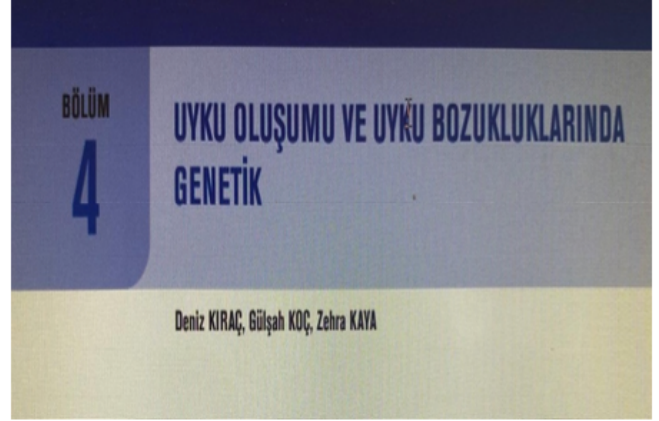 BÖLÜM
4
UYKU OLUŞUMU VE UYKU BOZUKLUKLARINDA
GENETİK
Deniz KIRAÇ, Gülşah KOÇ, Zehra KAYA